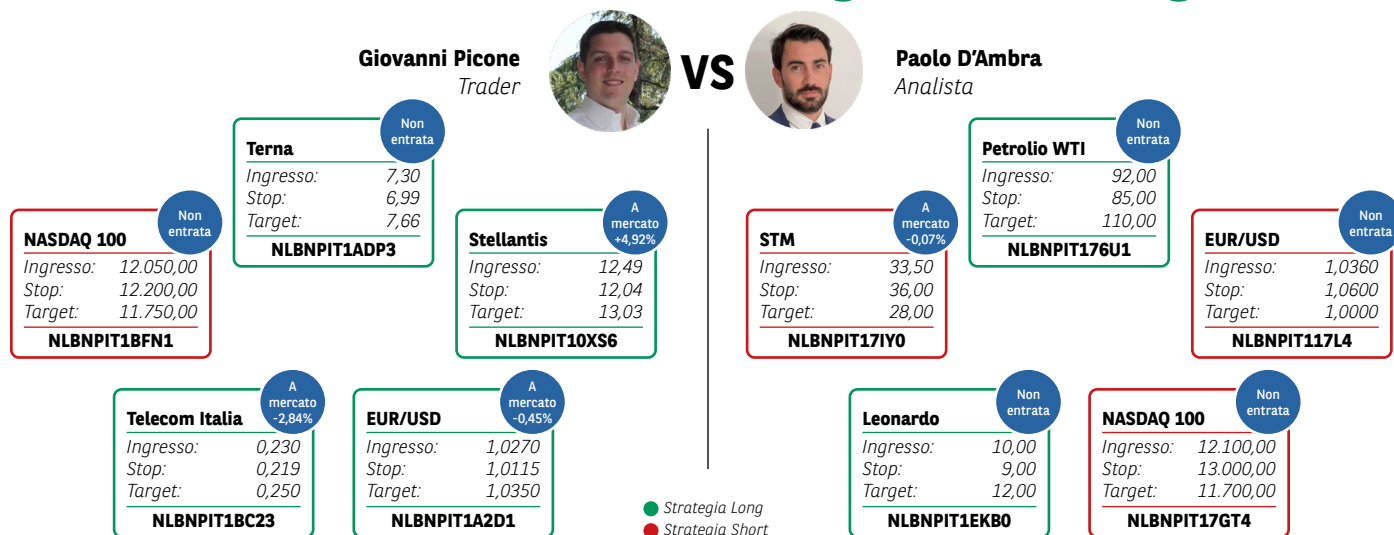 Giovanni Picone
Trader
VS
Paolo D'Ambra
Analista
Non
entrata
Terna
Ingresso: 7,30
Stop: 6,99
Target: 7,66
NLBNPIT1ADP3
Non
entrata
Petrolio WTI
Ingresso: 92,00
Stop: 85,00
Target: 110,00
NLBNPIT176U1
Non
entrata
NASDAQ 100
Ingresso: 12.050,00
Stop: 12.200,00
Target: 11.750,00
NLBNPIT1BFN1
A
mercato
+4,92%
Stellantis
Ingresso: 12,49
Stop: 12,04
Target: 13,03
NLBNPIT10XS6
A
mercato
-0,07%
STM
Ingresso: 33,50
Stop: 36,00
Target: 28,00
NLBNPIT17IY0
Non
entrata
EUR/USD
Ingresso: 1,0360
Stop: 1,0600
Target: 1,0000
NLBNPIT117L4
A
mercato
-2,84%
Telecom Italia
Ingresso: 0,230
Stop: 0,219
Target: 0,250
NLBNPIT1BC23
A
mercato
-0,45%
EUR/USD
Ingresso: 1,0270
Stop: 1,0115
Target: 1,0350
NLBNPIT1A2D1
Non
entrata
Leonardo
Ingresso: 10,00
Stop: 9,00
Target: 12,00
NLBNPIT1EKB0
Non
entrata
NASDAQ 100
Ingresso: 12.100,00
Stop: 13.000,00
Target: 11.700,00
NLBNPIT17GT4
Strategia Long
Strategia Short